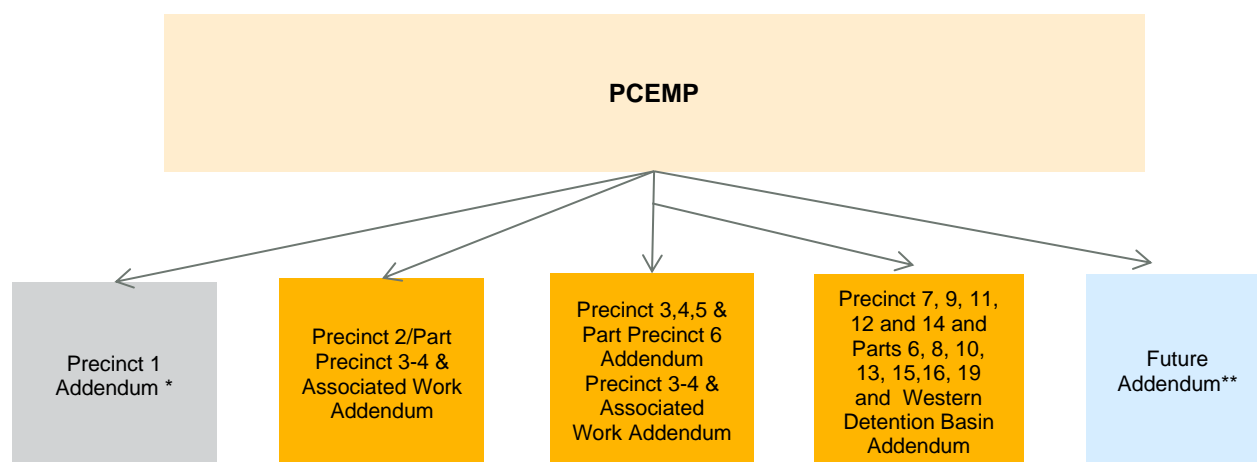 PCEMP
Precinct 1
Addendum *
Precinct 2/Part
Precinct 3-4 &
Associated Work
Addendum
Precinct 3,4,5 &
Part Precinct 6
Addendum
Precinct 3-4 &
Associated
Work Addendum
Precinct 7, 9, 11,
12 and 14 and
Parts 6, 8, 10,
13, 15,16, 19
and Western
Detention Basin
Addendum
Future
Addendum**